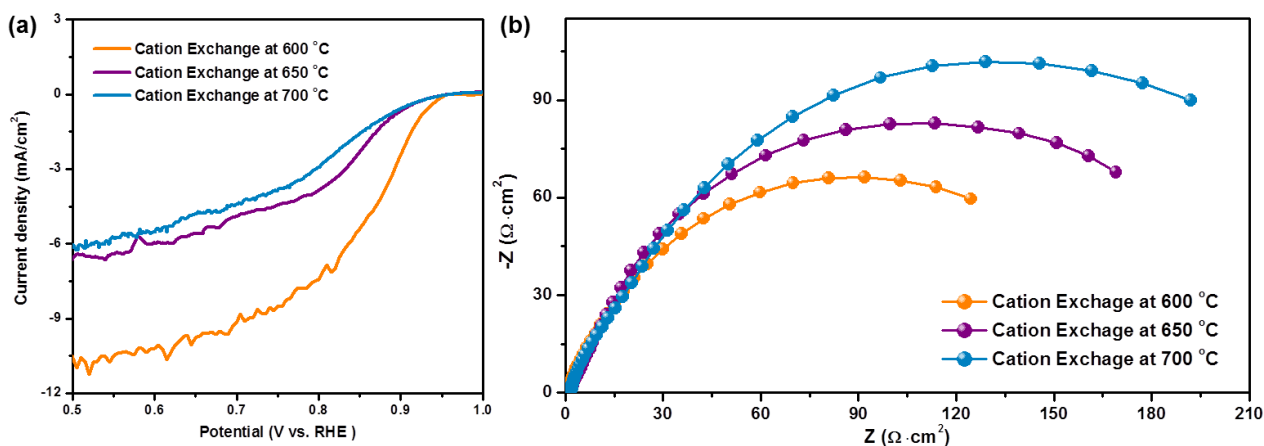 (a)
Cation Exchange at 600 °C
Cation Exchange at 650 °C
Cation Exchange at 700 °C
3
0
-3
-6
-9
-12
Current density (mA/cm²)
0.5 0.6 0.7 0.8 0.9 1.0
Potential (V vs. RHE )
(b)
90
60
30
0
-Z (Ω·cm²)
Cation Exchage at 600 °C
Cation Exchage at 650 °C
Cation Exchage at 700 °C
0 30 60 90 120 150 180 210
Z (Ω·cm²)